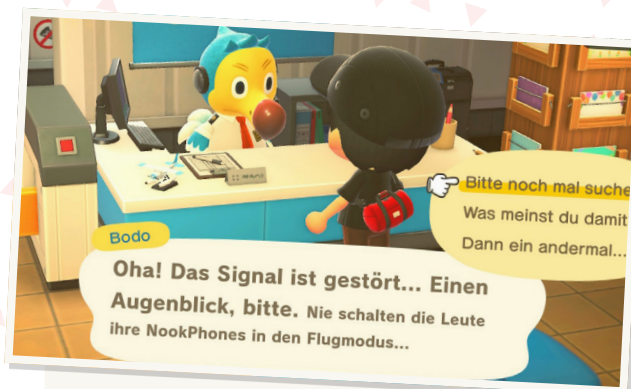 Bitte noch mal suche
Was meinst du damit
Dann ein andermal...
Bodo
Oha! Das Signal ist gestört... Einen
Augenblick, bitte. Nie schalten die Leute
ihre NookPhones in den Flugmodus...